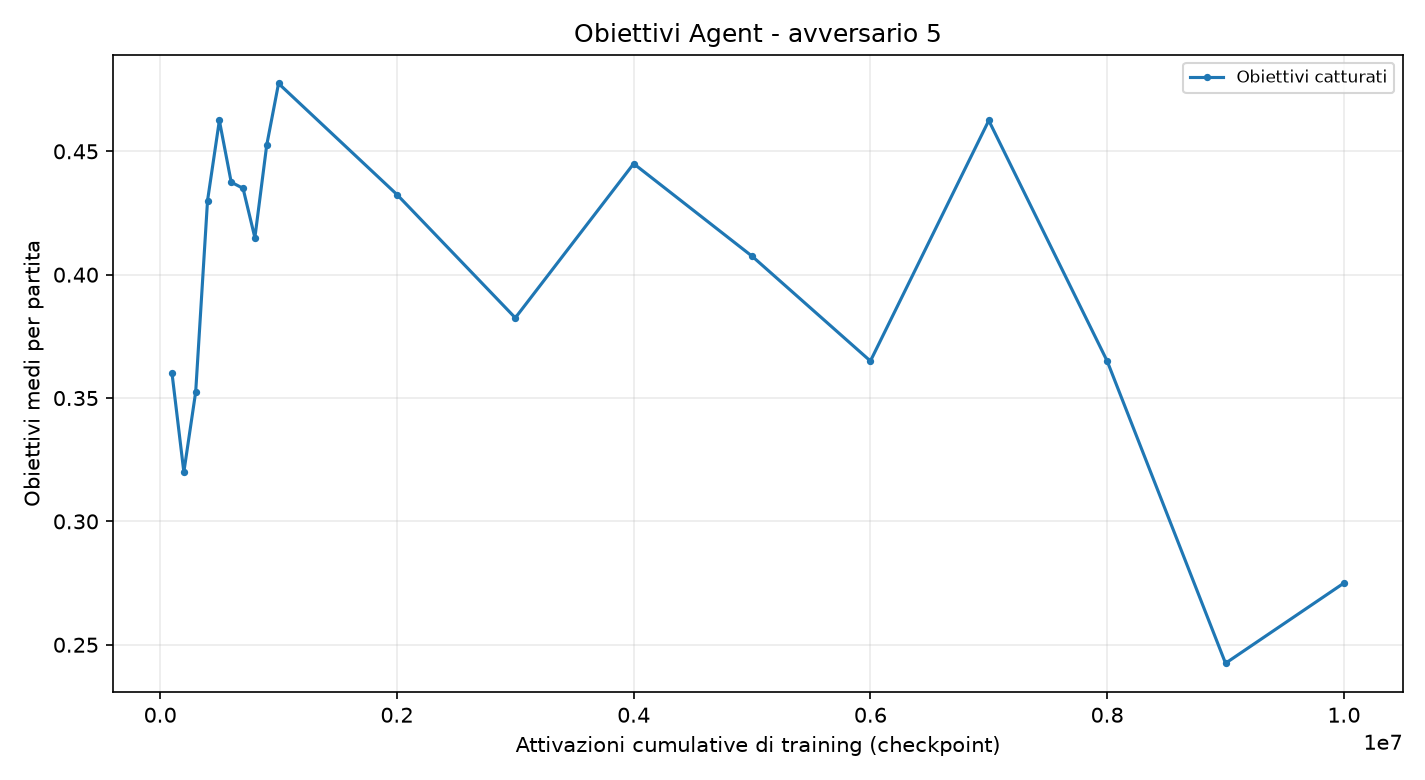 Obiettivi Agent - avversario 5
Obiettivi catturati
Obiettivi medi per partita
0.45
0.40
0.35
0.30
0.25
0.0 0.2 0.4 0.6 0.8 1.0
1e7
Attivazioni cumulative di training (checkpoint)